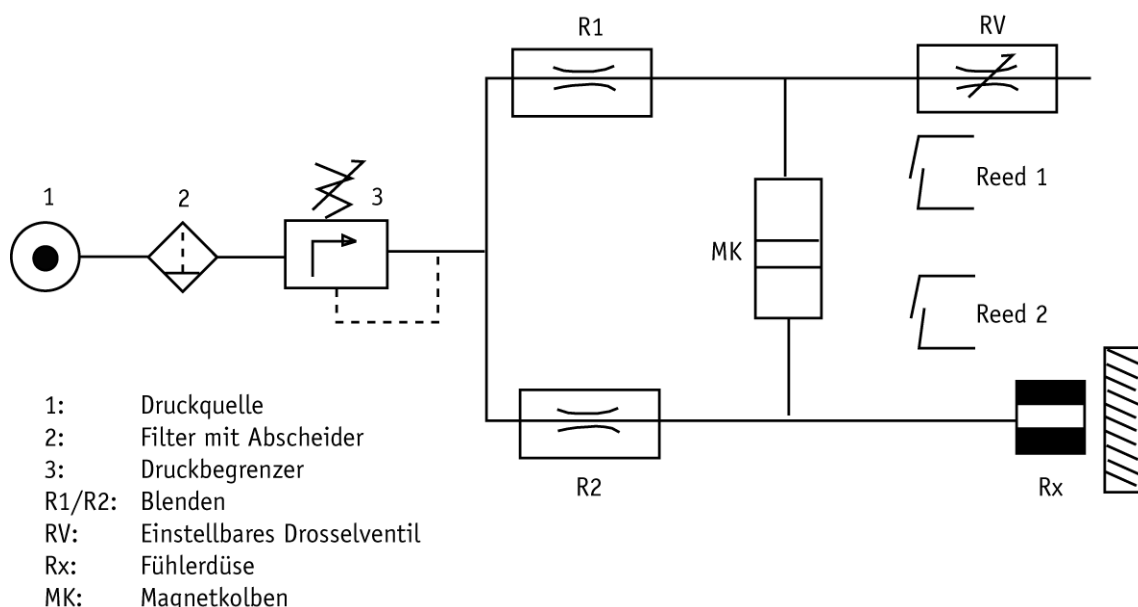 R1
RV
1
2
3
Reed 1
MK
Reed 2
R2
Rx
1: Druckquelle
2: Filter mit Abscheider
3: Druckbegrenzer
R1/R2: Blenden
RV: Einstellbares Drosselventil
Rx: Fühlerdüse
MK: Magnetkolben